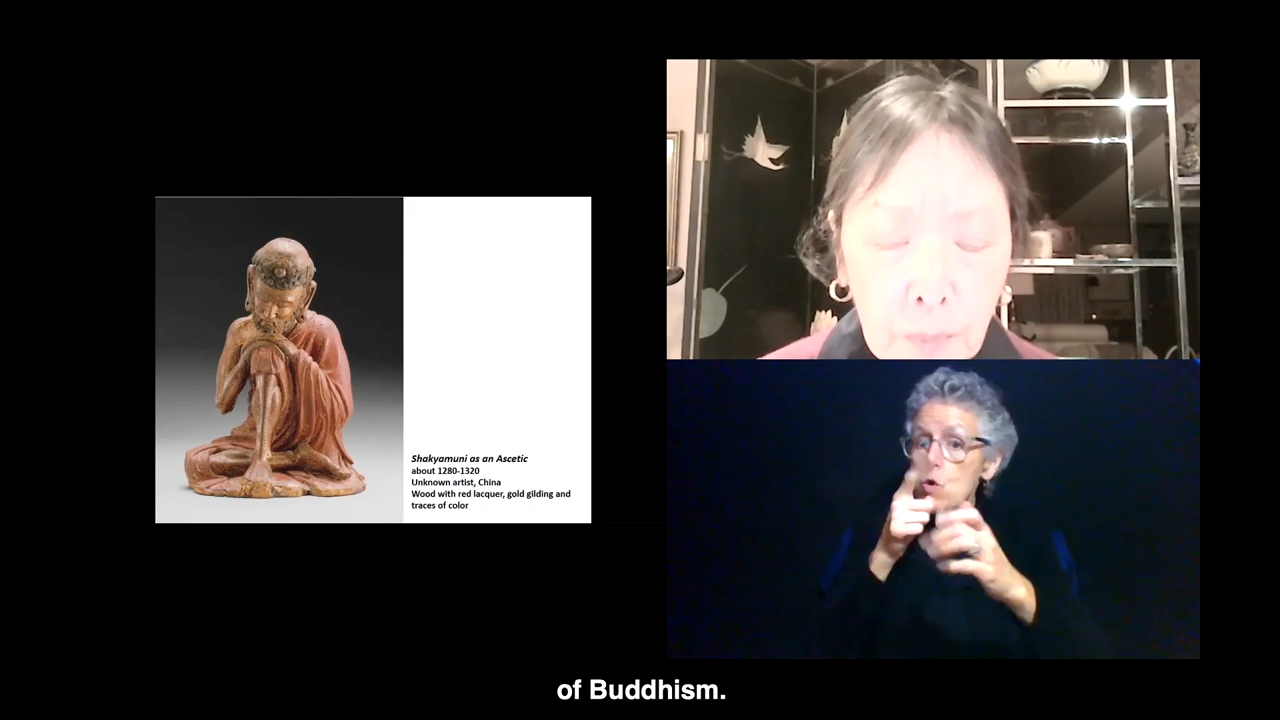 Shakyamuni as an Ascetic
about 1280-1320
Unknown artist, China
Wood with red lacquer, gold gilding and
traces of color
of Buddhism.